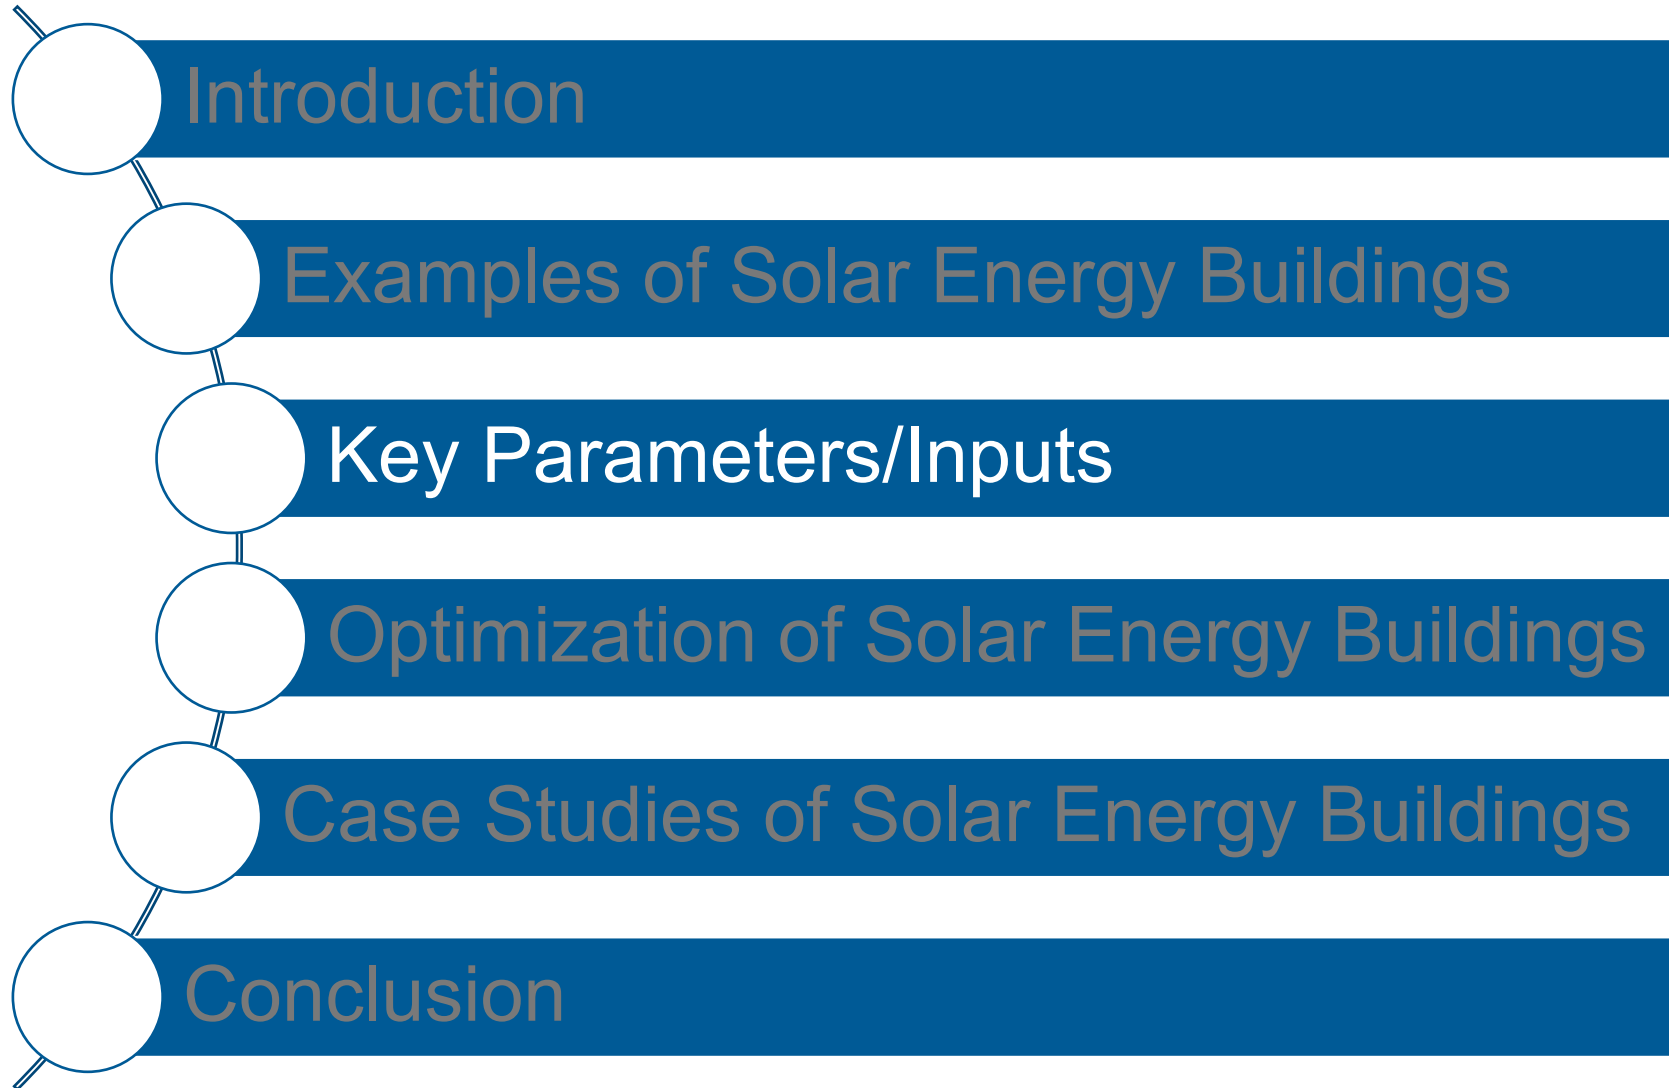 Introduction
Examples of Solar Energy Buildings
Key Parameters/Inputs
Optimization of Solar Energy Buildings
Case Studies of Solar Energy Buildings
Conclusion